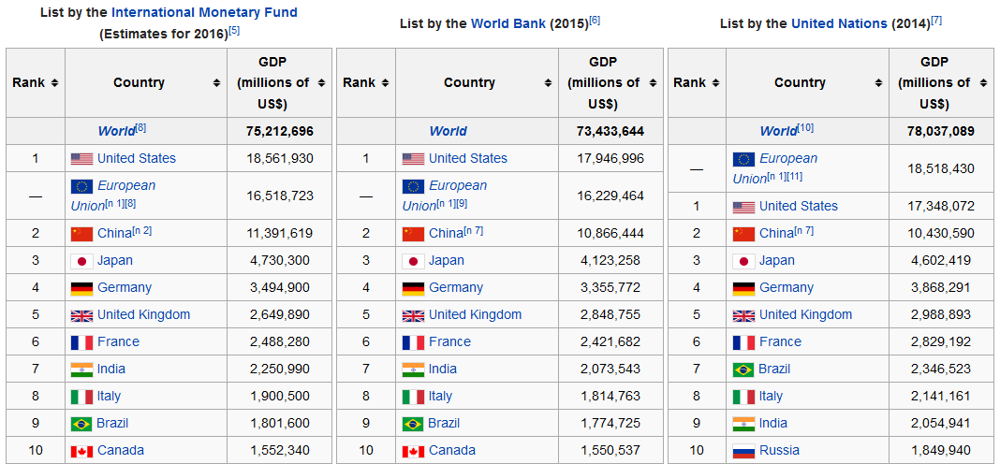 List by the International Monetary Fund
(Estimates for 2016)[5]
Rank Country GDP
(millions of
US$)
World[8] 75,212,696
1 United States 18,561,930
— European
Union[n 1][8] 16,518,723
2 China[n 2] 11,391,619
3 Japan 4,730,300
4 Germany 3,494,900
5 United Kingdom 2,649,890
6 France 2,488,280
7 India 2,250,990
8 Italy 1,900,500
9 Brazil 1,801,600
10 Canada 1,552,340
List by the World Bank (2015)[6]
Rank Country GDP
(millions of
US$)
World 73,433,644
1 United States 17,946,996
— European
Union[n 1][9] 16,229,464
2 China[n 7] 10,866,444
3 Japan 4,123,258
4 Germany 3,355,772
5 United Kingdom 2,848,755
6 France 2,421,682
7 India 2,073,543
8 Italy 1,814,763
9 Brazil 1,774,725
10 Canada 1,550,537
List by the United Nations (2014)[7]
Rank Country GDP
(millions of
US$)
World[10] 78,037,089
— European
Union[n 1][11] 18,518,430
1 United States 17,348,072
2 China[n 7] 10,430,590
3 Japan 4,602,419
4 Germany 3,868,291
5 United Kingdom 2,988,893
6 France 2,829,192
7 Brazil 2,346,523
8 Italy 2,141,161
9 India 2,054,941
10 Russia 1,849,940